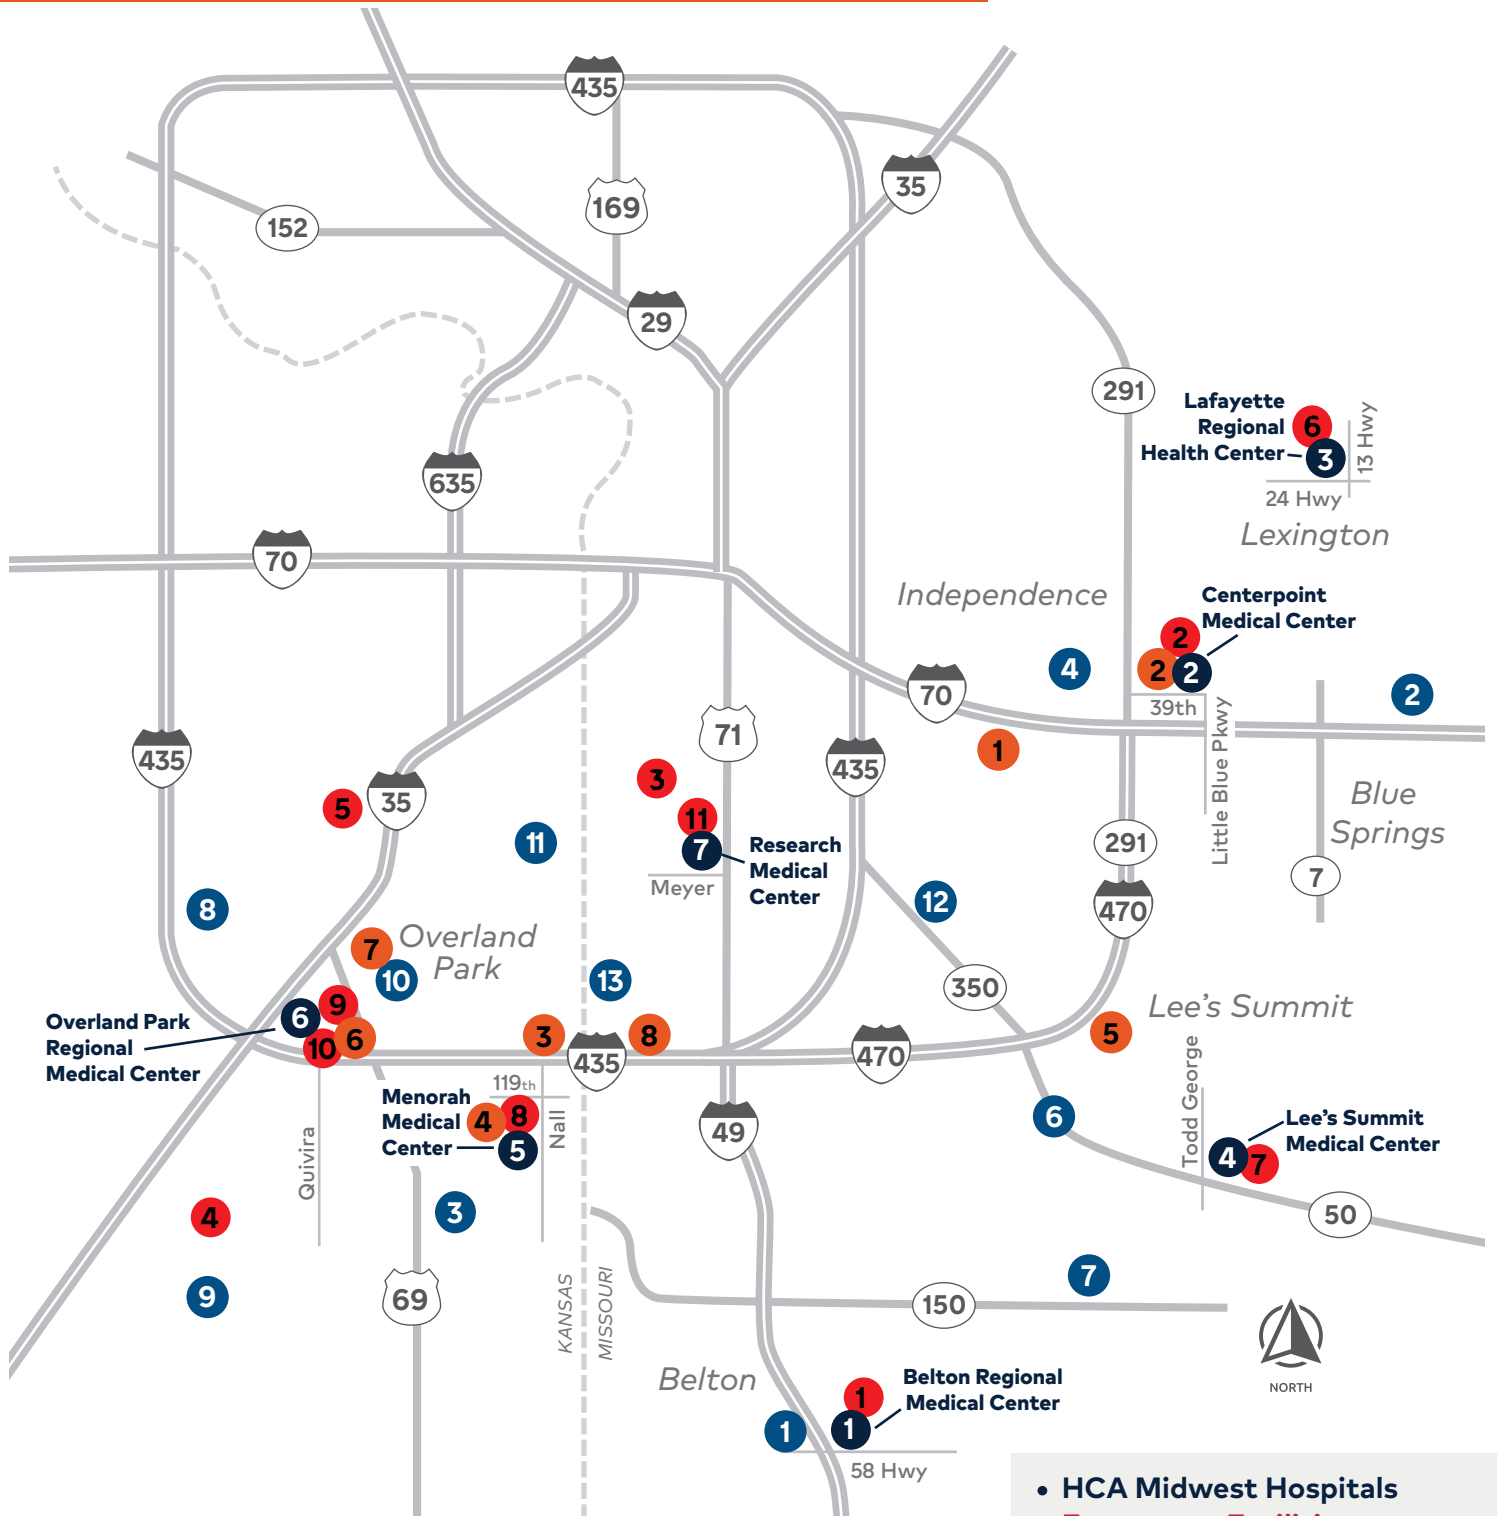 435
35
169
152
29
291
Lafayette
Regional
Health Center
6
3
13 Hwy
24 Hwy
Lexington
635
70
Independence
Centerpoint
Medical Center
2
2
2
4
39th
2
70
71
435
435
1
Little Blue Pkwy
Blue
Springs
3
5
35
11
11
7
Research
Medical
Center
Meyer
291
7
8
12
470
7
Overland
Park
10
13
350
Lee's Summit
9
6
10
6
Overland Park
Regional
Medical Center
3
8
435
470
5
119th
Menorah
Medical
Center
4
8
5
Nall
Quivira
49
6
Todd George
Lee's Summit
Medical Center
4
7
50
4
3
9
69
KANSAS
MISSOURI
7
150
NORTH
Belton
Belton Regional
Medical Center
1
1
1
58 Hwy
• HCA Midwest Hospitals